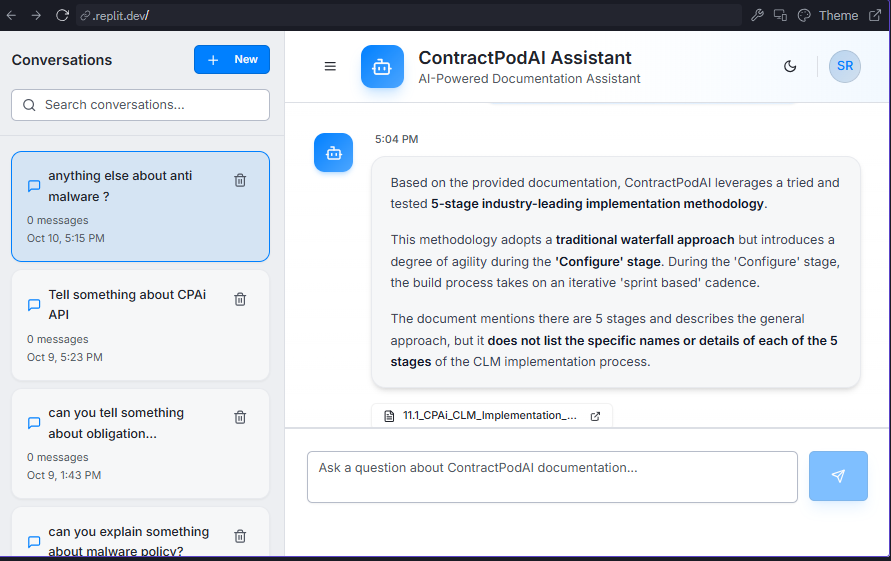 .replit.dev/
Theme
Conversations
+ New
Search conversations...
anything else about anti
malware ?
0 messages
Oct 10, 5:15 PM
Tell something about CPAi
API
0 messages
Oct 9, 5:23 PM
can you tell something
about obligation...
0 messages
Oct 9, 1:43 PM
can you explain something
about malware policy?
ContractPodAI Assistant
AI-Powered Documentation Assistant
SR
5:04 PM
Based on the provided documentation, ContractPodAI leverages a tried and
tested 5-stage industry-leading implementation methodology.
This methodology adopts a traditional waterfall approach but introduces a
degree of agility during the 'Configure' stage. During the 'Configure' stage,
the build process takes on an iterative 'sprint based' cadence.
The document mentions there are 5 stages and describes the general
approach, but it does not list the specific names or details of each of the 5
stages of the CLM implementation process.
11.1_CPAi_CLM_Implementation_...
Ask a question about ContractPodAI documentation...